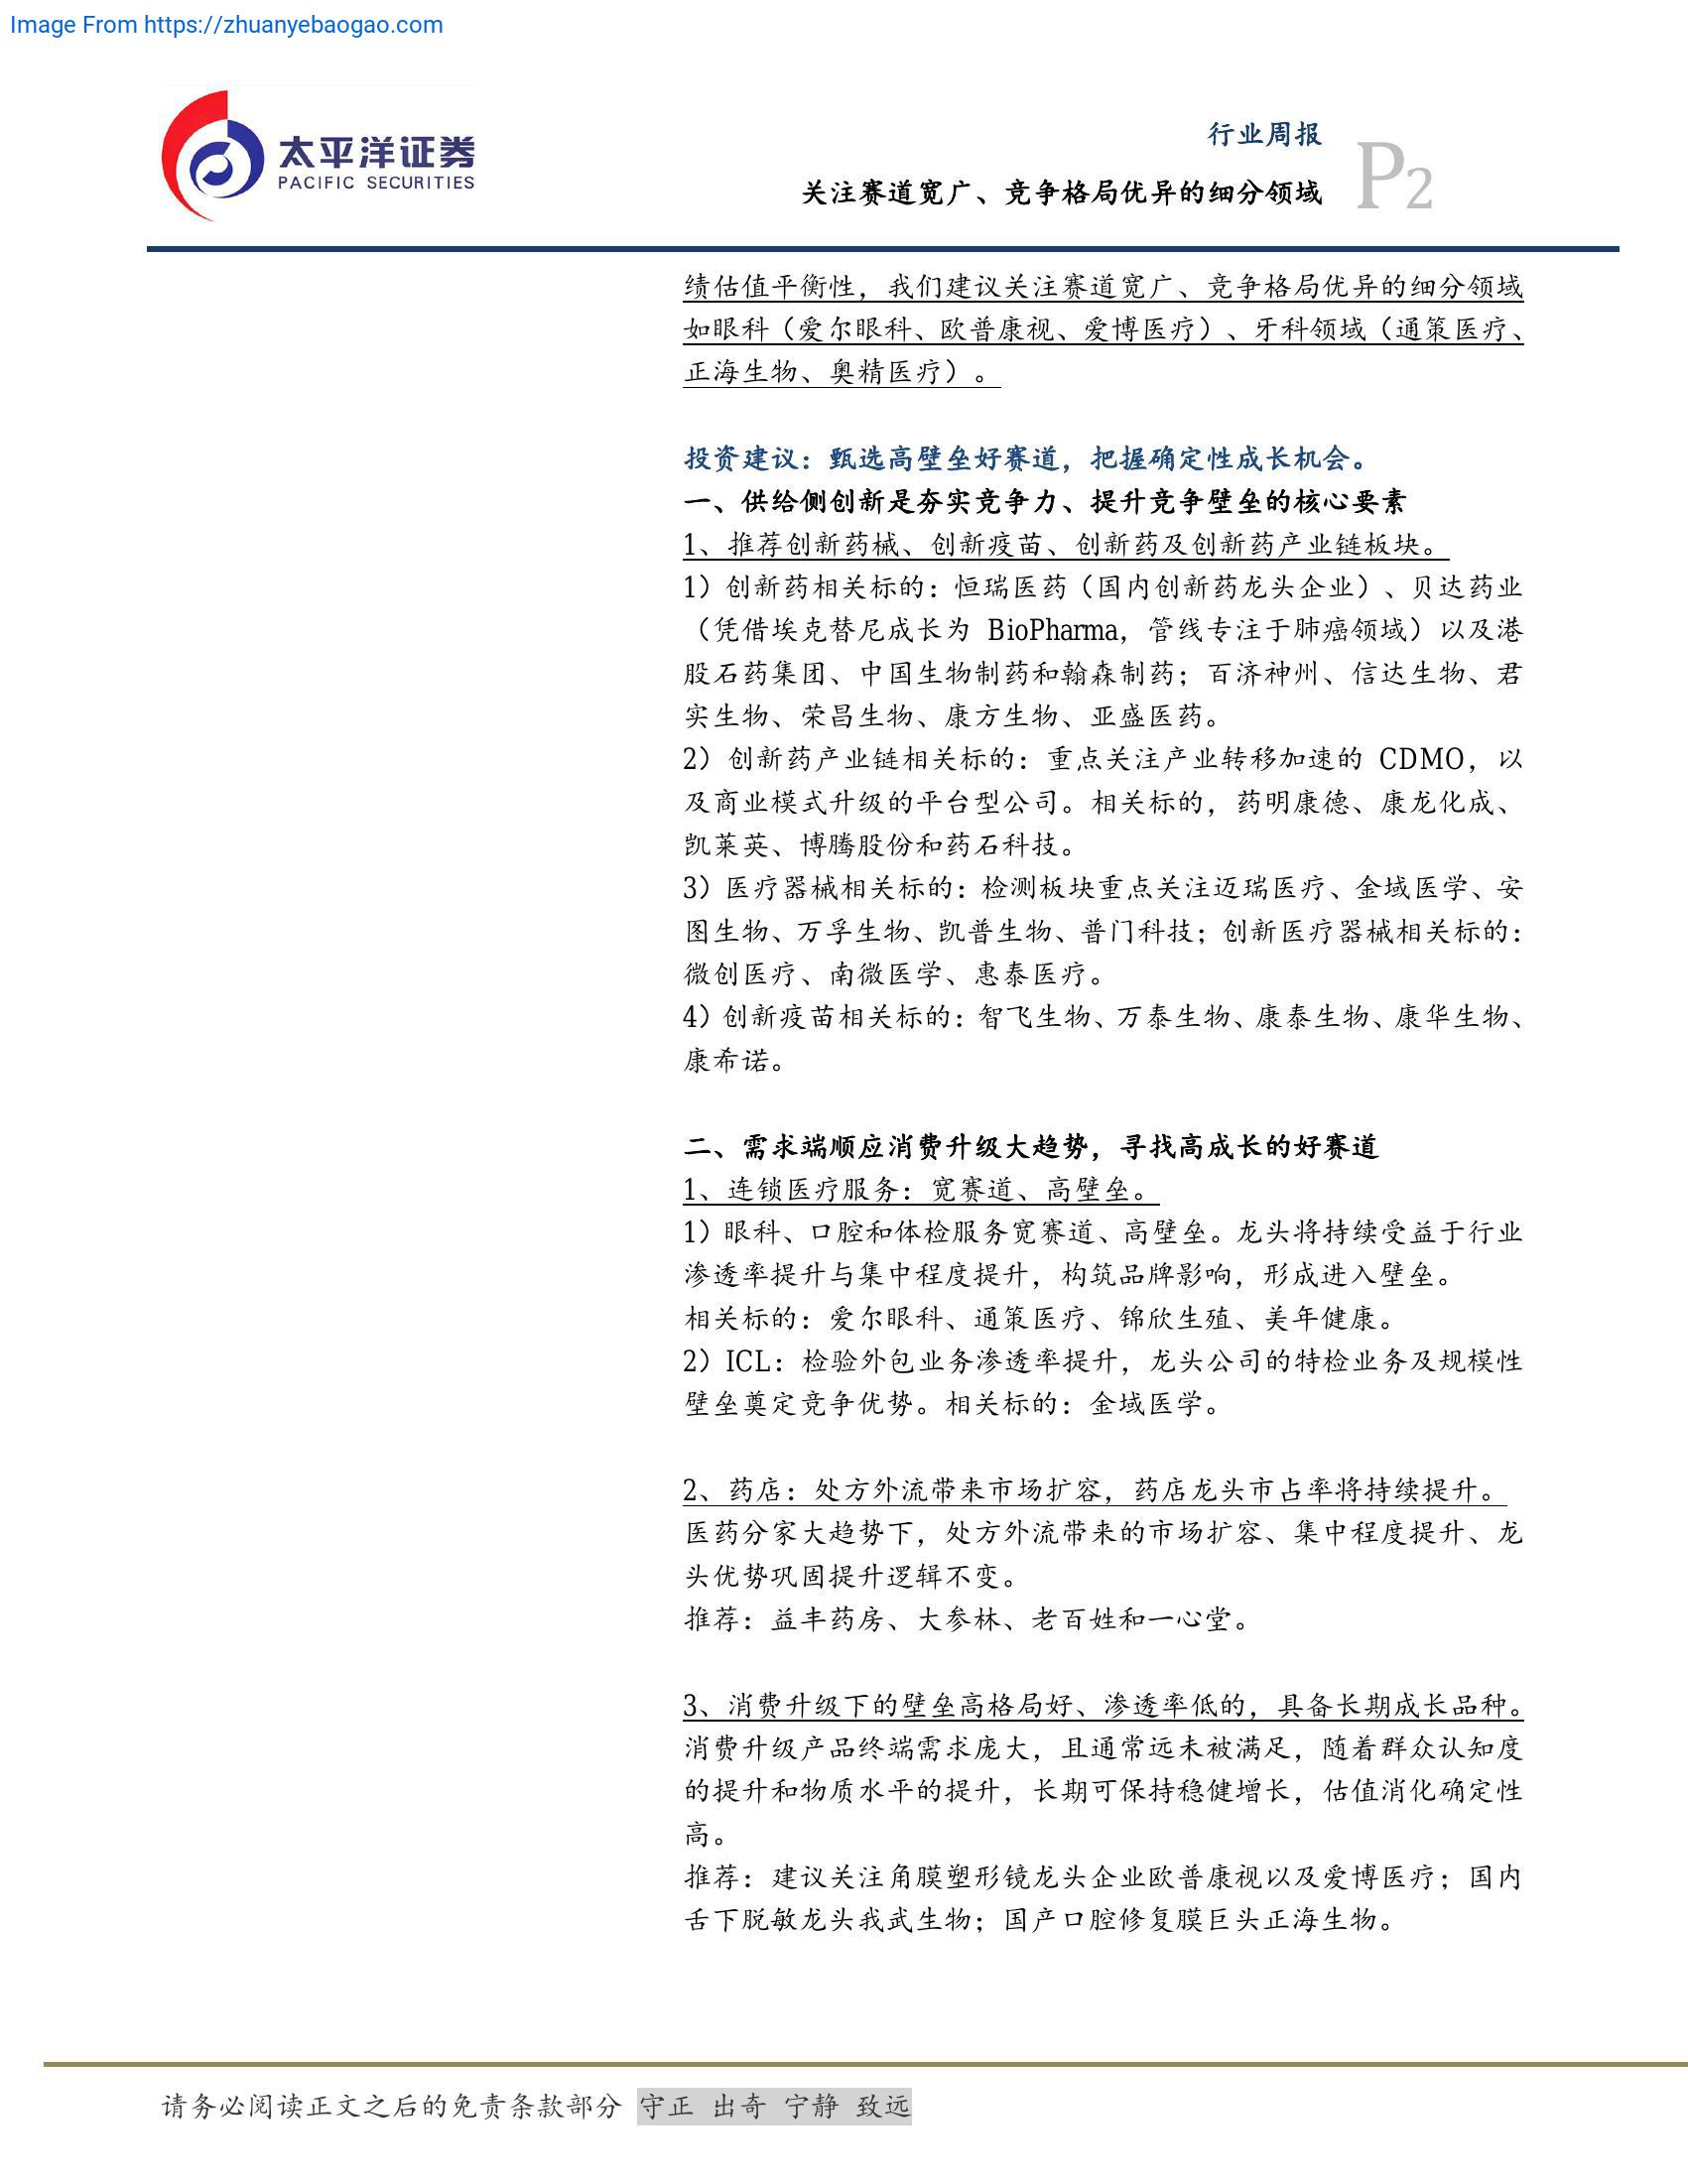 Image From https://zhuanyebaogao.com
太平洋证券
PACIFIC SECURITIES
行业周报
关注赛道宽广、竞争格局优异的细分领域
P2
绩估值平衡性，我们建议关注赛道宽广、竞争格局优异的细分领域
如眼科（爱尔眼科、欧普康视、爱博医疗）、牙科领域（通策医疗、
正海生物、奥精医疗）。
投资建议：甄选高壁垒好赛道，把握确定性成长机会。
一、供给侧创新是夯实竞争力、提升竞争壁垒的核心要素
1、推荐创新药械、创新疫苗、创新药及创新药产业链板块。
1）创新药相关标的：恒瑞医药（国内创新药龙头企业）、贝达药业
（凭借埃克替尼成长为 BioPharma，管线专注于肺癌领域）以及港
股石药集团、中国生物制药和翰森制药；百济神州、信达生物、君
实生物、荣昌生物、康方生物、亚盛医药。
2）创新药产业链相关标的：重点关注产业转移加速的 CDMO，以
及商业模式升级的平台型公司。相关标的，药明康德、康龙化成、
凯莱英、博腾股份和药石科技。
3）医疗器械相关标的：检测板块重点关注迈瑞医疗、金域医学、安
图生物、万孚生物、凯普生物、普门科技；创新医疗器械相关标的：
微创医疗、南微医学、惠泰医疗。
4）创新疫苗相关标的：智飞生物、万泰生物、康泰生物、康华生物、
康希诺。
二、需求端顺应消费升级大趋势，寻找高成长的好赛道
1、连锁医疗服务：宽赛道、高壁垒。
1）眼科、口腔和体检服务宽赛道、高壁垒。龙头将持续受益于行业
渗透率提升与集中程度提升，构筑品牌影响，形成进入壁垒。
相关标的：爱尔眼科、通策医疗、锦欣生殖、美年健康。
2）ICL：检验外包业务渗透率提升，龙头公司的特检业务及规模性
壁垒奠定竞争优势。相关标的：金域医学。
2、药店：处方外流带来市场扩容，药店龙头市占率将持续提升。
医药分家大趋势下，处方外流带来的市场扩容、集中程度提升、龙
头优势巩固提升逻辑不变。
推荐：益丰药房、大参林、老百姓和一心堂。
3、消费升级下的壁垒高格局好、渗透率低的，具备长期成长品种。
消费升级产品终端需求庞大，且通常远未被满足，随着群众认知度
的提升和物质水平的提升，长期可保持稳健增长，估值消化确定性
高。
推荐：建议关注角膜塑形镜龙头企业欧普康视以及爱博医疗；国内
舌下脱敏龙头我武生物；国产口腔修复膜巨头正海生物。
请务必阅读正文之后的免责条款部分 守正 出奇 宁静 致远